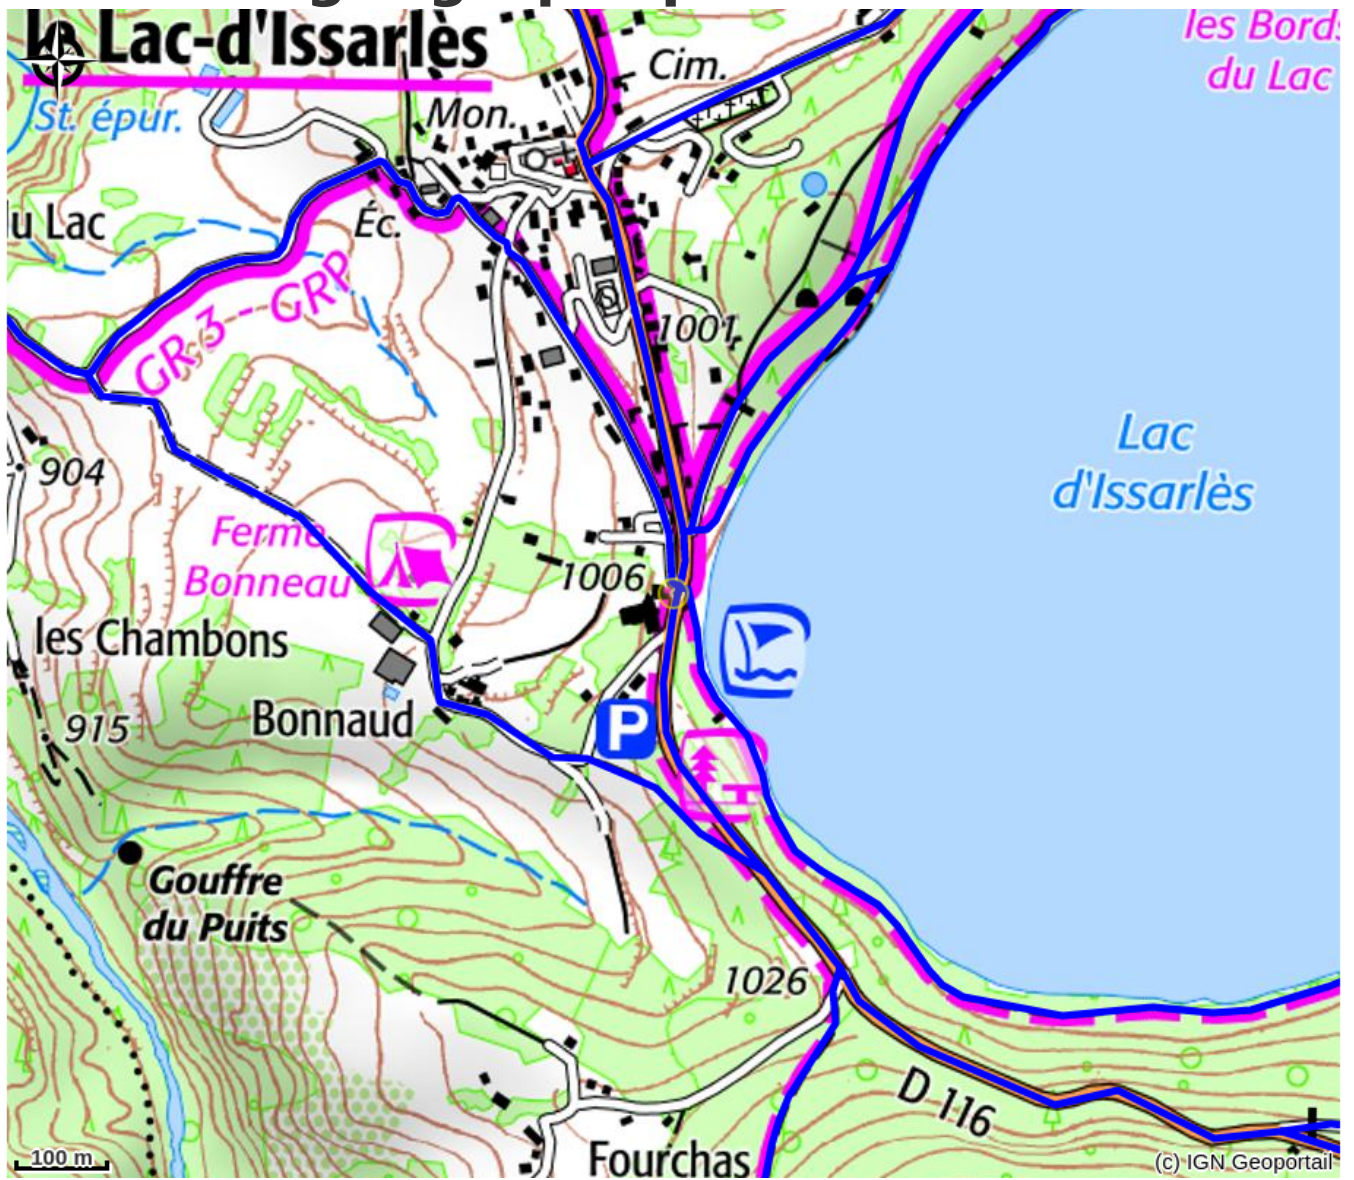 Lac-d'Issarlès
les Bords
du Lac
Cim.
Mon.
St. épur.
u Lac
Éc.
GR 3 - GRP
1001
Lac
d'Issarlès
904
Ferme
Bonneau
1006
les Chambons
915
Bonnaud
P
Gouffre
du Puits
1026
D 116
Fourchas
100 m
(c) IGN Geoportail